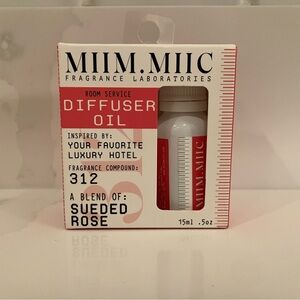 MIIM.MIIC
FRAGRANCE LABORATORIES
ROOM SERVICE
DIFFUSER
OIL
INSPIRED BY:
YOUR FAVORITE
LUXURY HOTEL
FRAGRANCE COMPOUND:
312
A BLEND OF:
SUEDED
ROSE
312
MIIM.MIIC
15ml .5oz